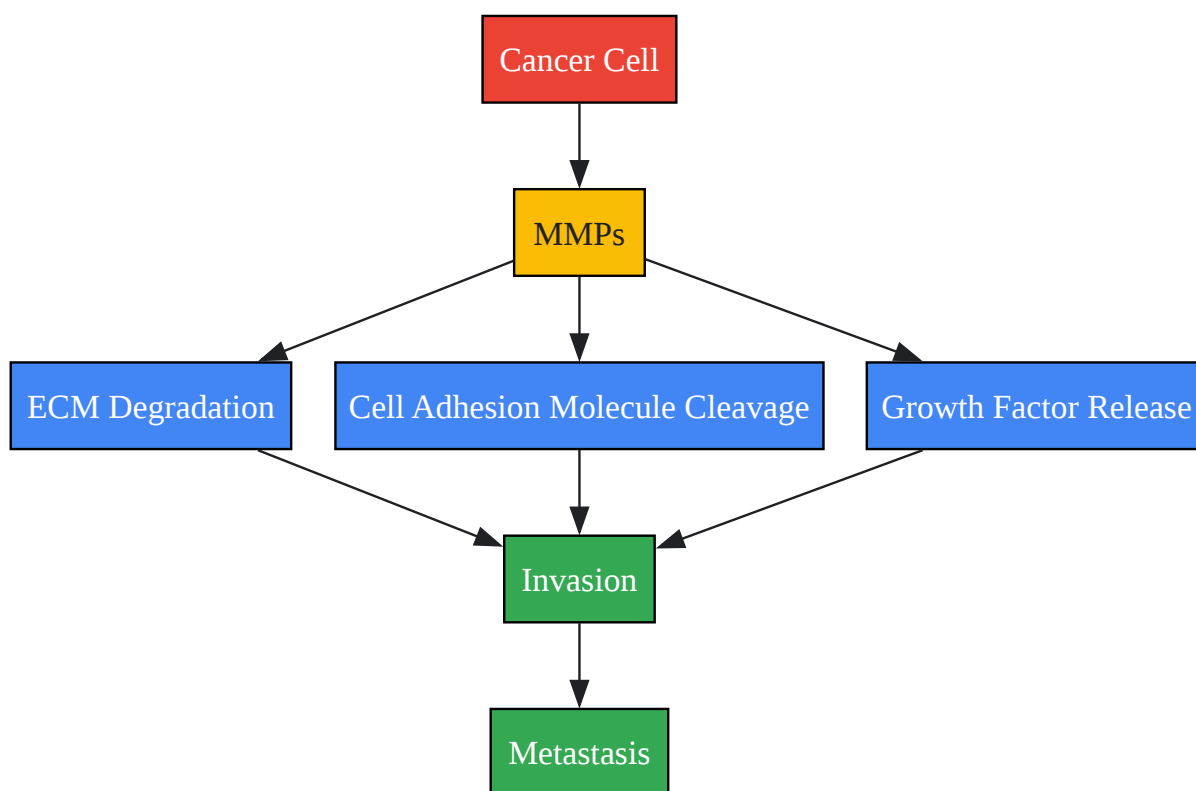 Cancer Cell
MMPs
ECM Degradation
Cell Adhesion Molecule Cleavage
Growth Factor Release
Invasion
Metastasis